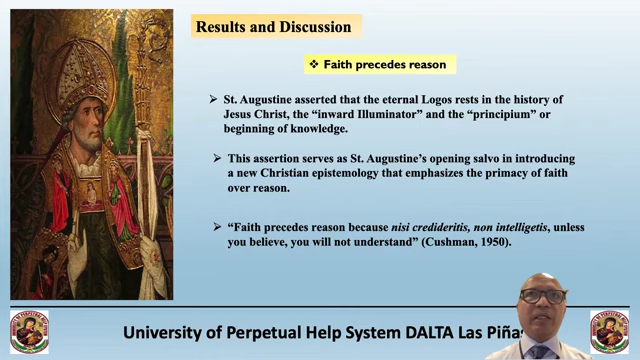 Results and Discussion
❖ Faith precedes reason
➢ St. Augustine asserted that the eternal Logos rests in the history of
Jesus Christ, the “inward Illuminator” and the “principium” or
beginning of knowledge.
➢ This assertion serves as St. Augustine’s opening salvo in introducing
a new Christian epistemology that emphasizes the primacy of faith
over reason.
➢ “Faith precedes reason because nisi credideritis, non intelligetis, unless
you believe, you will not understand” (Cushman, 1950).
University of Perpetual Help System DALTA Las Piñas